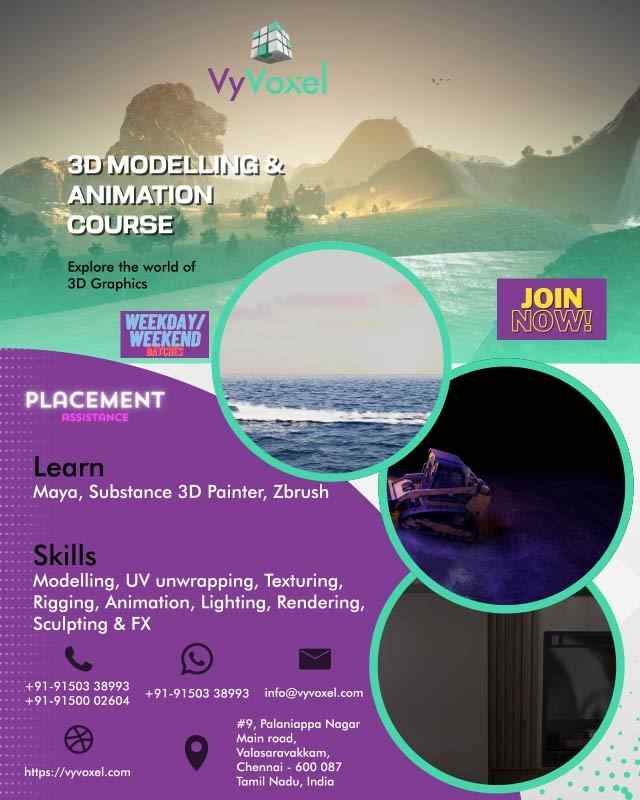 VyVoxel
3D MODELLING &
ANIMATION
COURSE
Explore the world of
3D Graphics
WEEKDAY/
WEEKEND
BATCHES
JOIN
NOW!
PLACEMENT
ASSISTANCE
Learn
Maya, Substance 3D Painter, Zbrush
Skills
Modelling, UV unwrapping, Texturing,
Rigging, Animation, Lighting, Rendering,
Sculpting & FX
+91-91503 38993
+91-91500 02604
+91-91503 38993
info@vyvoxel.com
https://vyvoxel.com
#9, Palaniappa Nagar
Main road,
Valasaravakkam,
Chennai - 600 087
Tamil Nadu, India